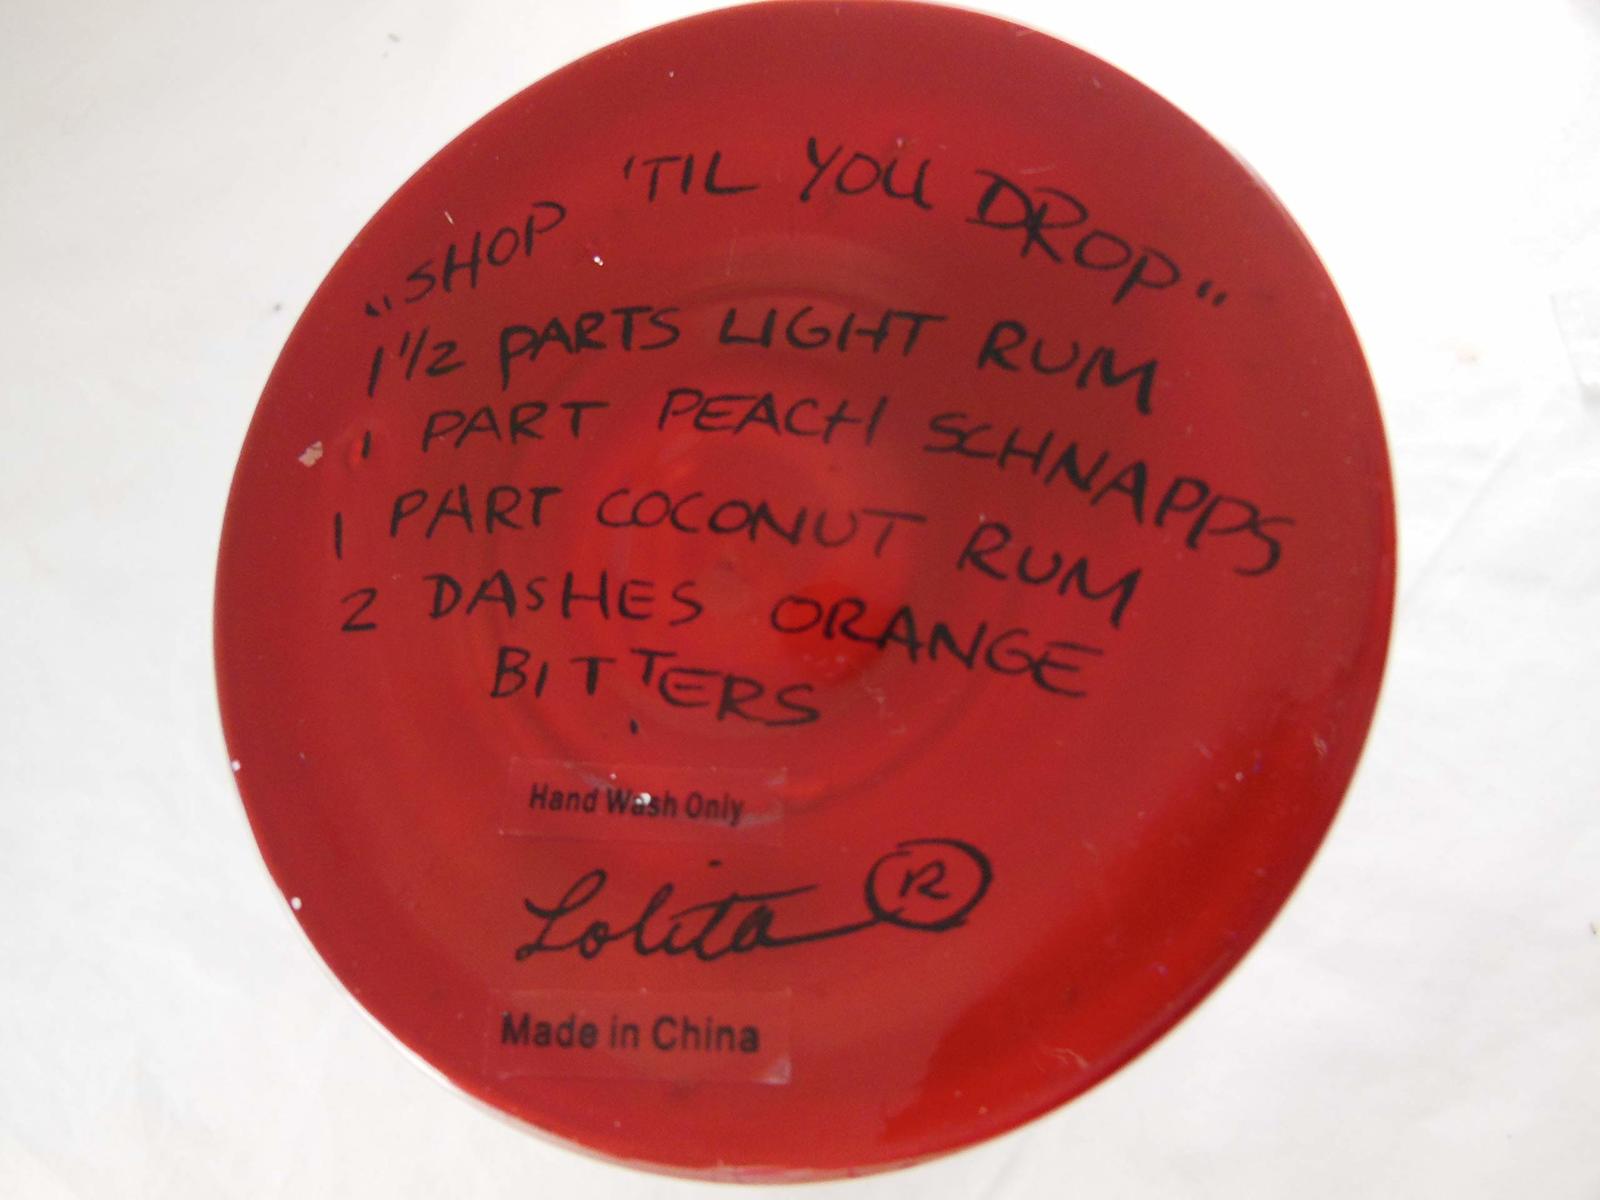 "SHOP 'TIL YOU DROP"
1 1/2 PARTS LIGHT RUM
1 PART PEACH SCHNAPPS
1 PART COCONUT RUM
2 DASHES ORANGE
BITTERS
Hand Wash Only
Lolita ®
Made in China